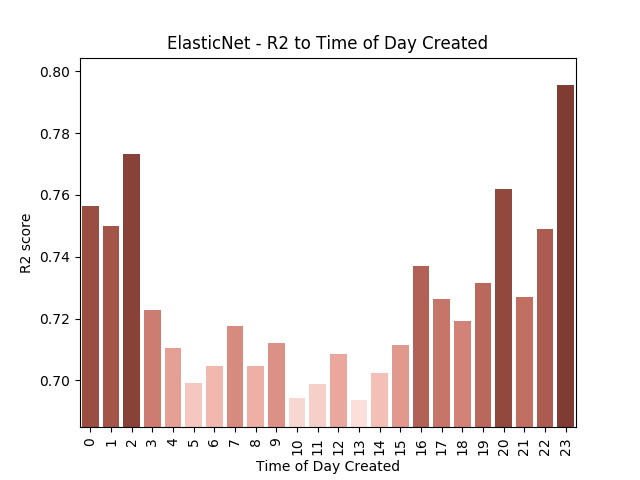 ElasticNet - R2 to Time of Day Created
0.80
0.78
0.76
0.74
0.72
0.70
R2 score
0 1 2 3 4 5 6 7 8 9 10 11 12 13 14 15 16 17 18 19 20 21 22 23
Time of Day Created